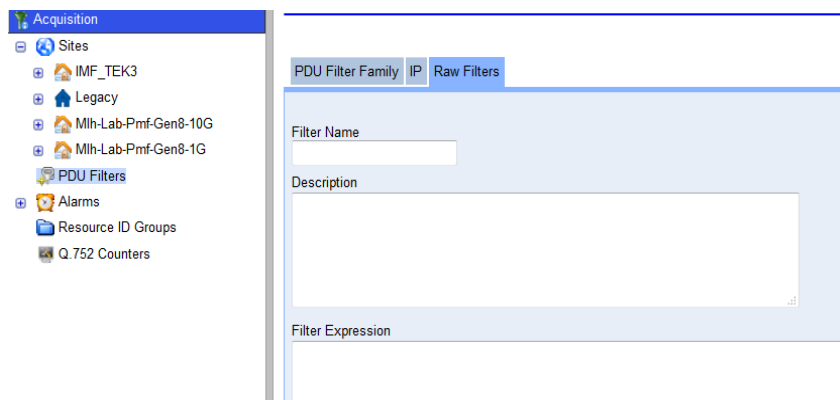 Acquisition
Sites
IMF_TEK3
Legacy
Mlh-Lab-Pmf-Gen8-10G
Mlh-Lab-Pmf-Gen8-1G
PDU Filters
Alarms
Resource ID Groups
Q.752 Counters
PDU Filter Family IP Raw Filters
Filter Name
Description
Filter Expression